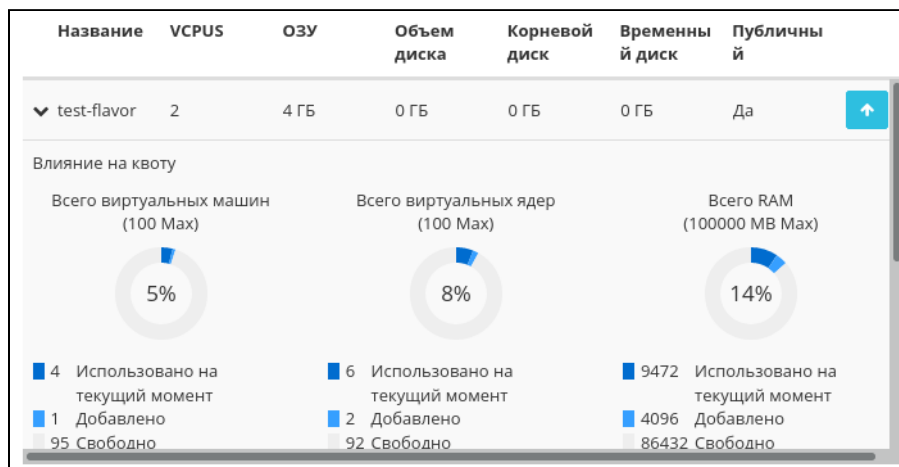 Название VCPUS ОЗУ Объем Корневой Временны Публичны
диска диск й диск й
test-flavor 2 4 ГБ 0 ГБ 0 ГБ 0 ГБ Да
Влияние на квоту
Всего виртуальных машин Всего виртуальных ядер Всего RAM
(100 Max) (100 Max) (100000 MB Max)
5% 8% 14%
4 Использовано на 6 Использовано на 9472 Использовано на
текущий момент текущий момент текущий момент
1 Добавлено 2 Добавлено 4096 Добавлено
95 Свободно 92 Свободно 86432 Свободно